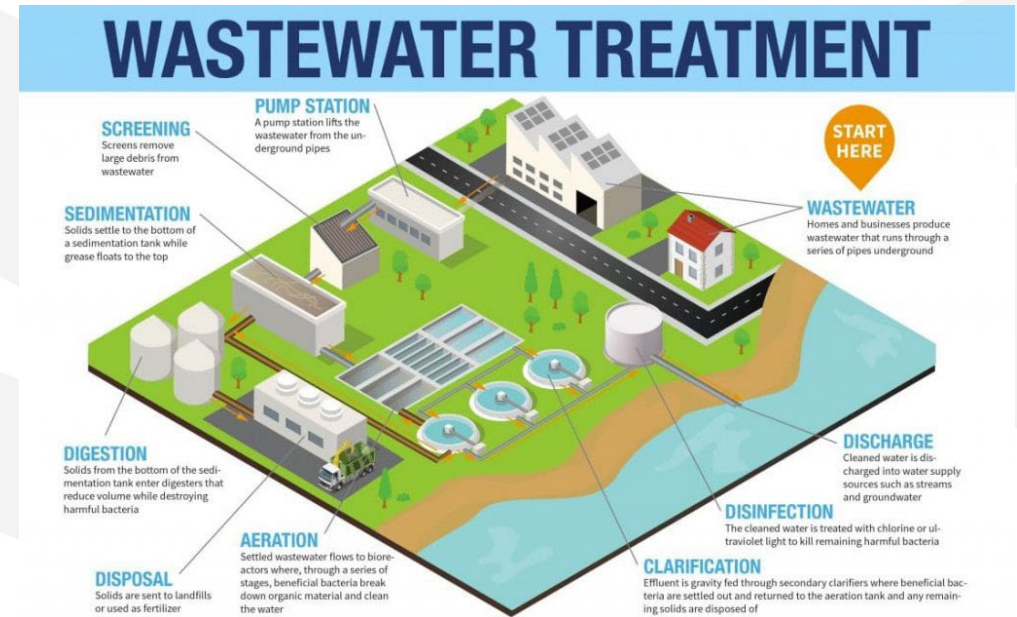 WASTEWATER TREATMENT
START
HERE
WASTEWATER
Homes and businesses produce
wastewater that runs through a
series of pipes underground
PUMP STATION
A pump station lifts the
wastewater from the un-
derground pipes
SCREENING
Screens remove
large debris from
wastewater
SEDIMENTATION
Solids settle to the bottom of
a sedimentation tank while
grease floats to the top
DIGESTION
Solids from the bottom of the sedi-
mentation tank enter digesters that
reduce volume while destroying
harmful bacteria
DISPOSAL
Solids are sent to landfills
or used as fertilizer
AERATION
Settled wastewater flows to biore-
actors where, through a series of
stages, beneficial bacteria break
down organic material and clean
the water
CLARIFICATION
Effluent is gravity fed through secondary clarifiers where beneficial bac-
teria are settled out and returned to the aeration tank and any remain-
ing solids are disposed of
DISINFECTION
The cleaned water is treated with chlorine or ul-
traviolet light to kill remaining harmful bacteria
DISCHARGE
Cleaned water is dis-
charged into water supply
sources such as streams
and groundwater